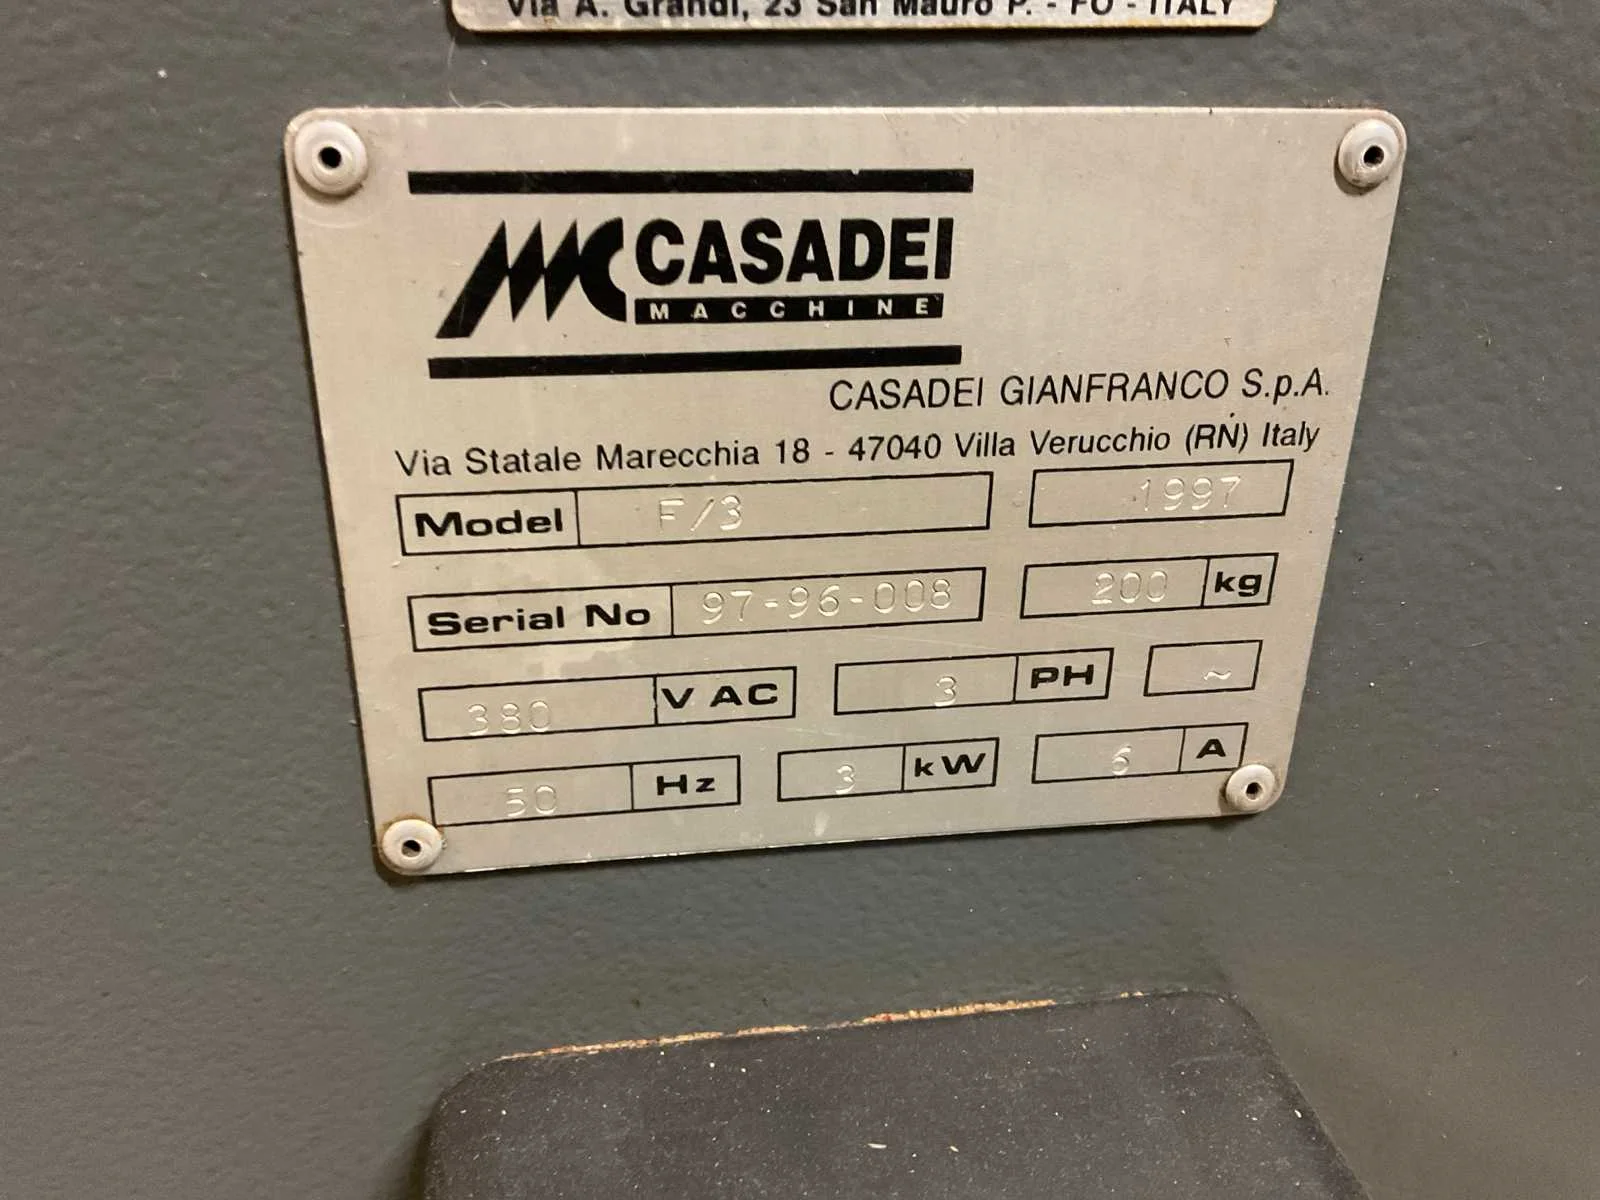 Via A. Grandi, 23 San Mauro P. - FO - ITALY
MC CASADEI
MACCHINE
CASADEI GIANFRANCO S.p.A.
Via Statale Marecchia 18 - 47040 Villa Verucchio (RN) Italy
Model F/3 1997
Serial No 97-96-008 200 kg
380 V AC 3 PH ~
50 Hz 3 kW 6 A